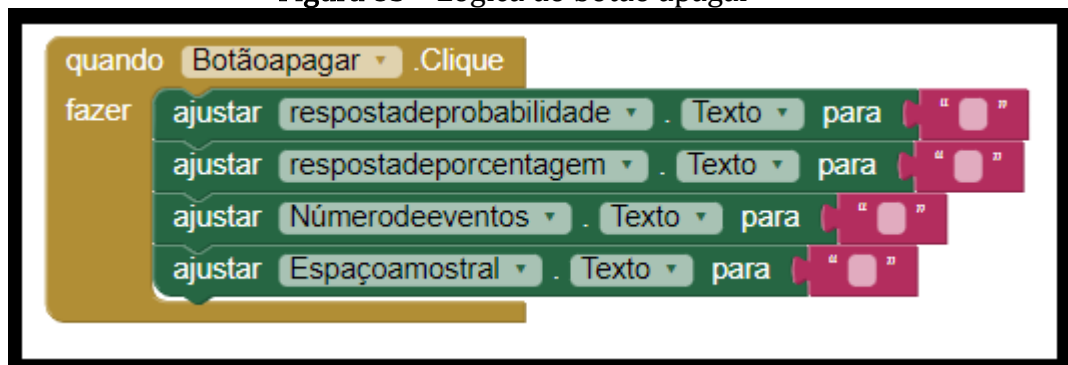 quando Botãoapagar .Clique
fazer ajustar respostadeprobabilidade . Texto para “ ”
ajustar respostadeporcentagem . Texto para “ ”
ajustar Númerodeeventos . Texto para “ ”
ajustar Espaçoamostral . Texto para “ ”